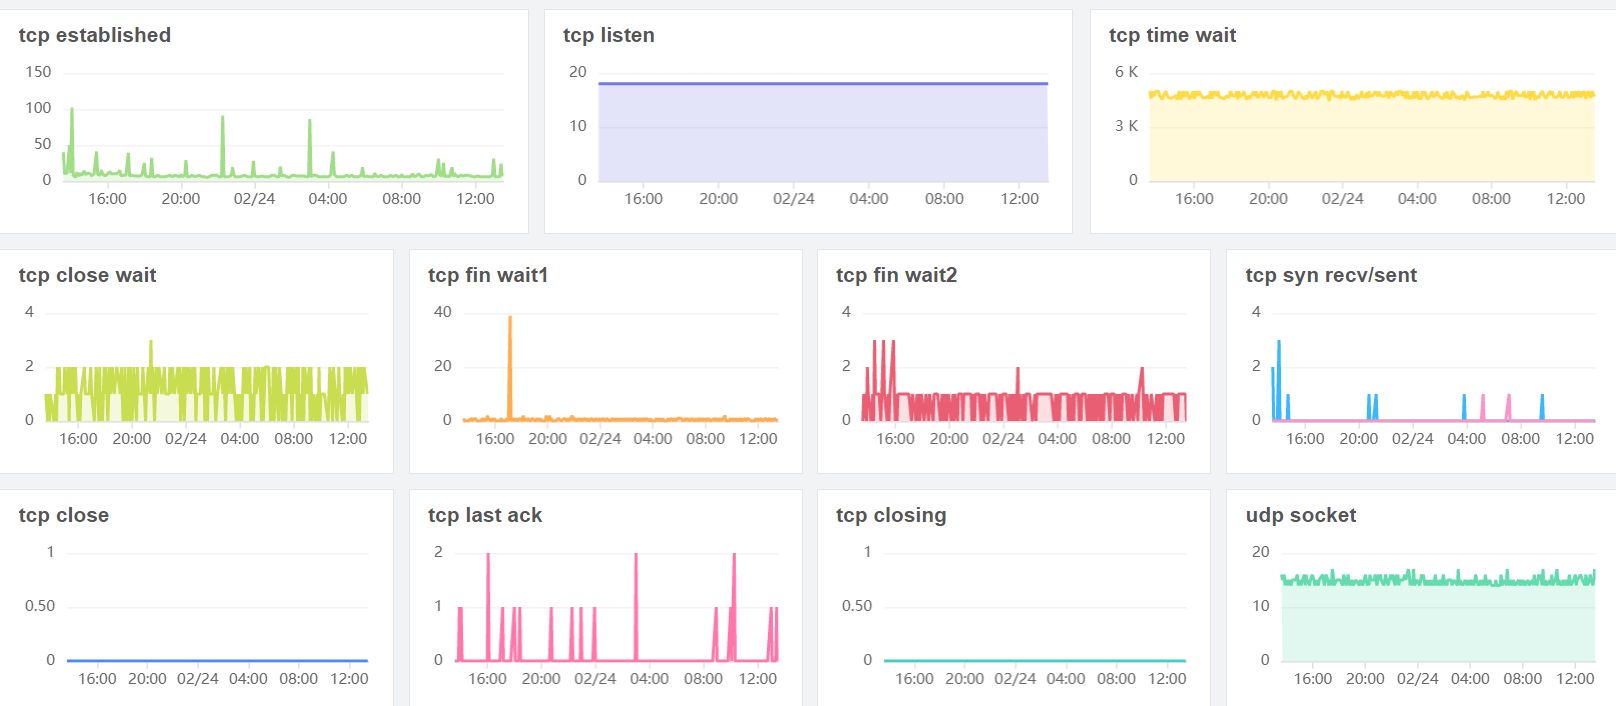 tcp established
150
100
50
0
16:00 20:00 02/24 04:00 08:00 12:00
tcp listen
20
10
0
16:00 20:00 02/24 04:00 08:00 12:00
tcp time wait
6 K
3 K
0
16:00 20:00 02/24 04:00 08:00 12:00
tcp close wait
4
2
0
16:00 20:00 02/24 04:00 08:00 12:00
tcp fin wait1
40
20
0
16:00 20:00 02/24 04:00 08:00 12:00
tcp fin wait2
4
2
0
16:00 20:00 02/24 04:00 08:00 12:00
tcp syn recv/sent
4
2
0
16:00 20:00 02/24 04:00 08:00 12:00
tcp close
1
0.50
0
16:00 20:00 02/24 04:00 08:00 12:00
tcp last ack
2
1
0
16:00 20:00 02/24 04:00 08:00 12:00
tcp closing
1
0.50
0
16:00 20:00 02/24 04:00 08:00 12:00
udp socket
20
10
0
16:00 20:00 02/24 04:00 08:00 12:00